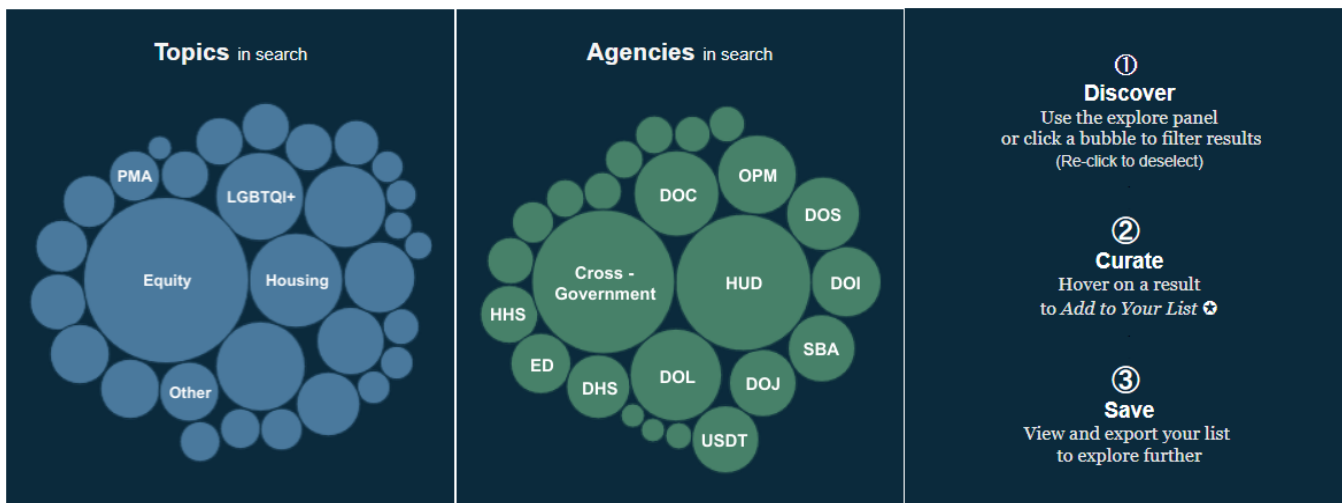 Topics in search
PMA
LGBTQI+
Equity
Housing
Other
Agencies in search
DOC
OPM
DOS
Cross -
Government
HUD
DOI
HHS
SBA
ED
DHS
DOL
DOJ
USDT
①
Discover
Use the explore panel
or click a bubble to filter results
(Re-click to deselect)
②
Curate
Hover on a result
to Add to Your List ✪
③
Save
View and export your list
to explore further